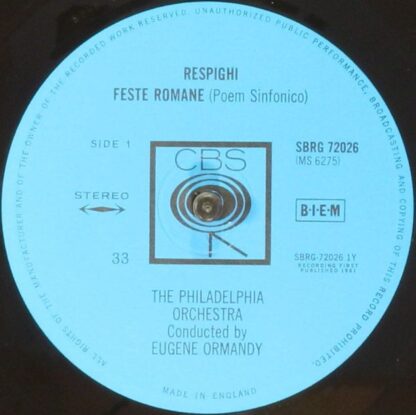 ALL RIGHTS OF THE MANUFACTURER AND OF THE OWNER OF THE RECORDED WORK RESERVED. UNAUTHORIZED PUBLIC PERFORMANCE, BROADCASTING AND COPYING OF THIS RECORD PROHIBITED.
RESPIGHI
FESTE ROMANE (Poem Sinfonico)
SIDE 1
CBS
SBRG 72026
(MS 6275)
STEREO
B·I·E·M
33
SBRG-72026 1Y
RECORDING FIRST
PUBLISHED 1961
THE PHILADELPHIA
ORCHESTRA
Conducted by
EUGENE ORMANDY
MADE IN ENGLAND